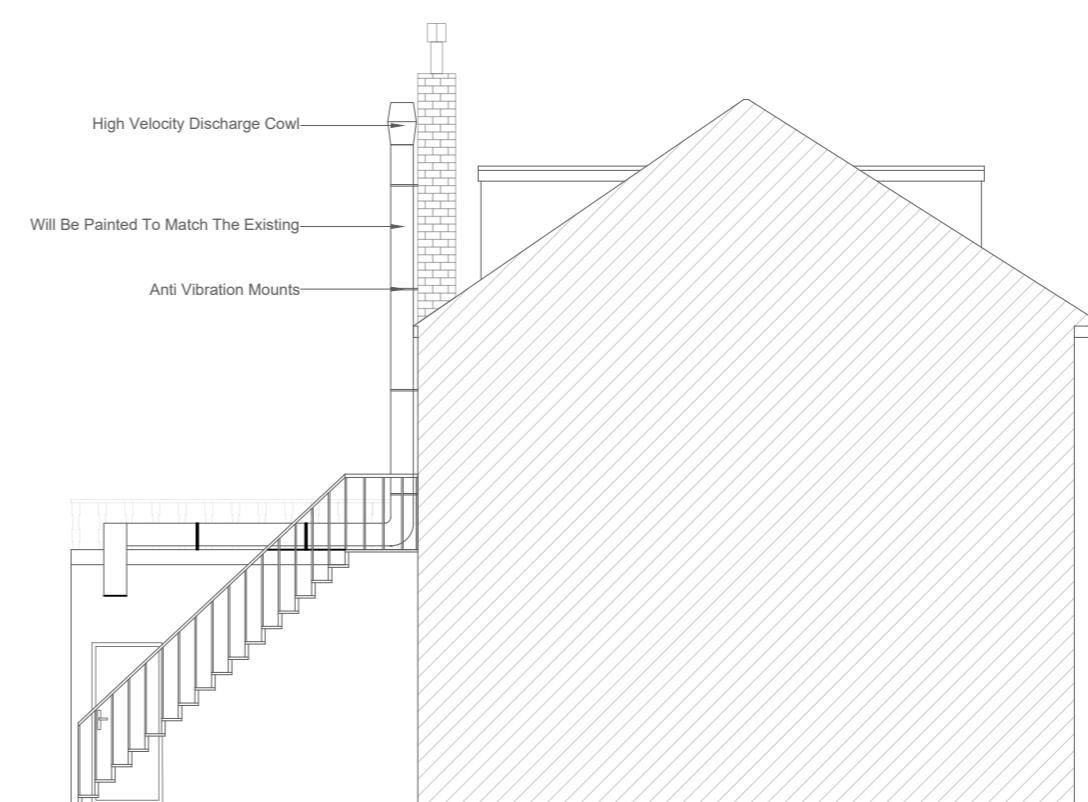 High Velocity Discharge Cowl
Will Be Painted To Match The Existing
Anti Vibration Mounts